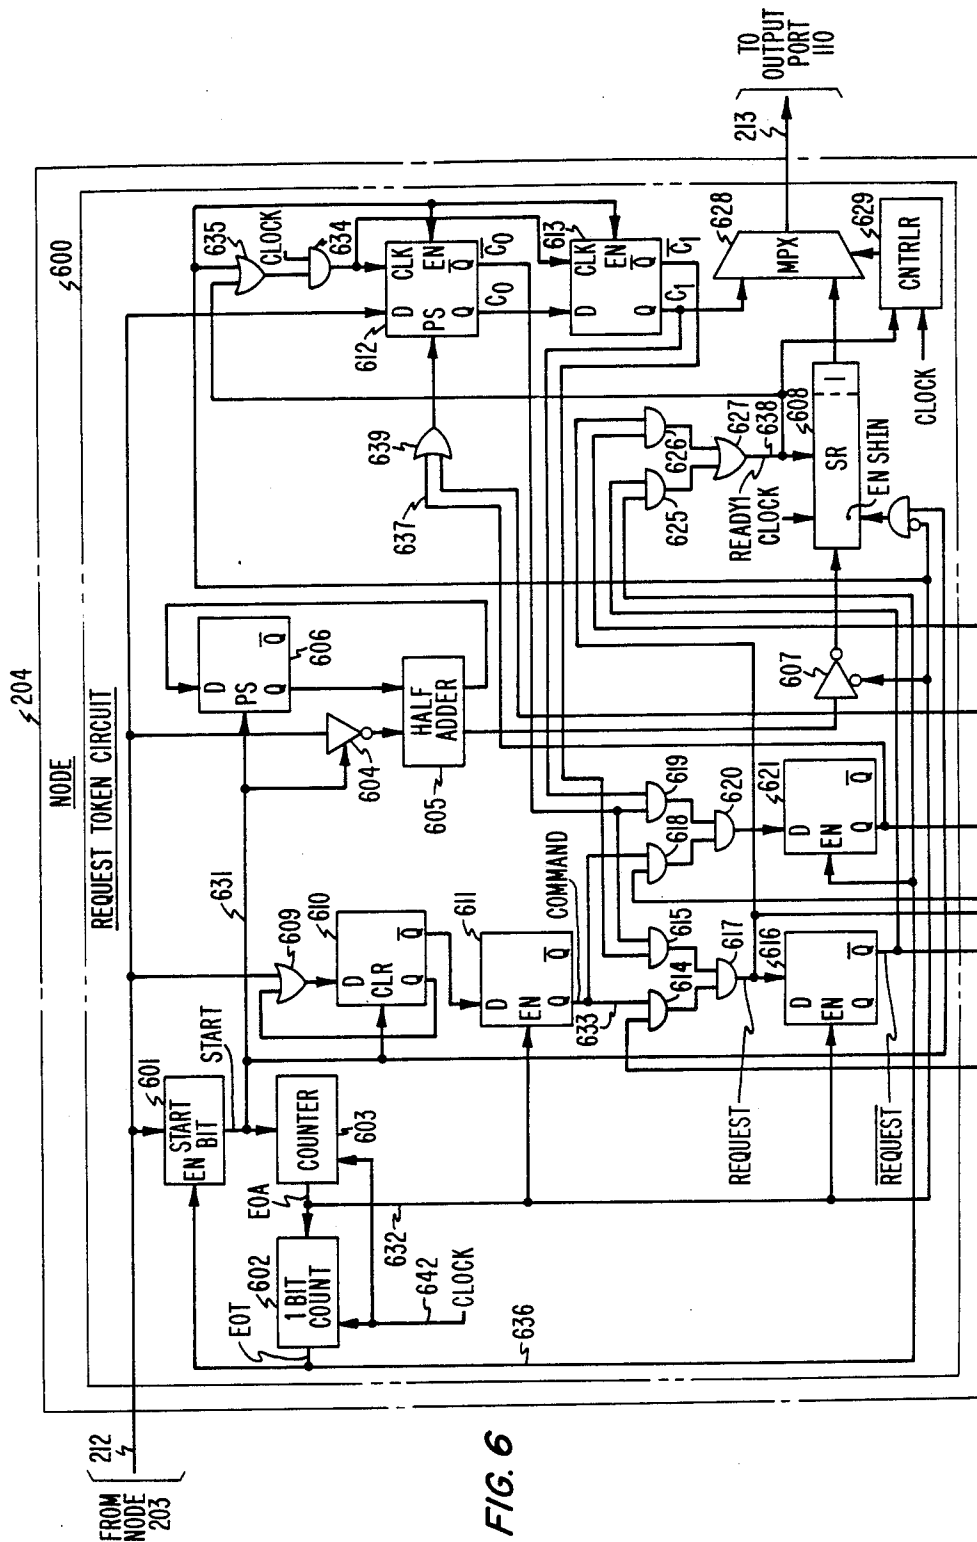 204
NODE
600
REQUEST TOKEN CIRCUIT
FROM
NODE
203
212
601
START
BIT
EN
START
631
COUNTER
603
EOA
602
1 BIT
COUNT
EOT
632
642
CLOCK
636
609
610
D
CLR
Q
Q̅
611
D
EN
Q
Q̅
604
HALF
ADDER
605
D
PS
Q
Q̅
606
COMMAND
633
614
615
617
616
D
EN
Q
Q̅
REQUEST
R̅E̅Q̅U̅E̅S̅T̅
618
619
620
621
D
EN
Q
Q̅
607
635
CLOCK
634
612
D
CLK
PS
EN
Q
Q̅
C̅0
C0
639
637
613
D
CLK
EN
Q
Q̅
C̅1
C1
625
626
627
638
READY1
CLOCK
608
SR
1
EN SHIN
628
MPX
629
CNTRLR
CLOCK
213
TO
OUTPUT
PORT
110
FIG. 6